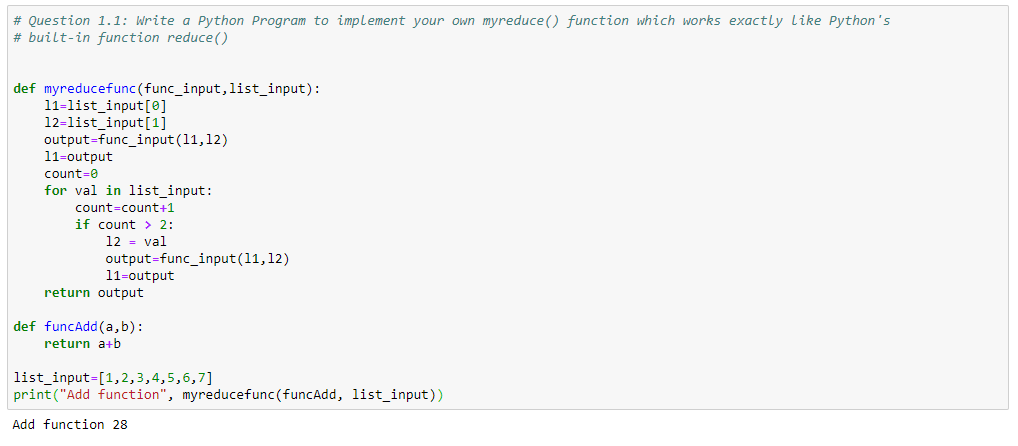 # Question 1.1: Write a Python Program to implement your own myreduce() function which works exactly like Python's
# built-in function reduce()
def myreducefunc(func_input,list_input):
    l1=list_input[0]
    l2=list_input[1]
    output=func_input(l1,l2)
    l1=output
    count=0
    for val in list_input:
        count=count+1
        if count > 2:
            l2 = val
            output=func_input(l1,l2)
            l1=output
    return output
def funcAdd(a,b):
    return a+b
list_input=[1,2,3,4,5,6,7]
print("Add function", myreducefunc(funcAdd, list_input))
Add function 28